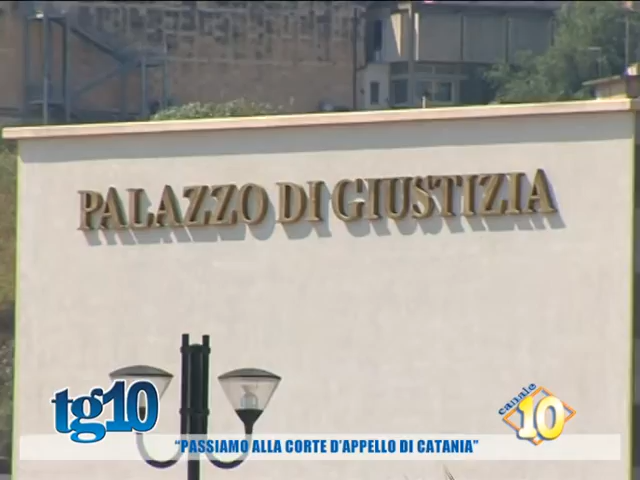 PALAZZO DI GIUSTIZIA
tg10
canale
10
“PASSIAMO ALLA CORTE D’APPELLO DI CATANIA”